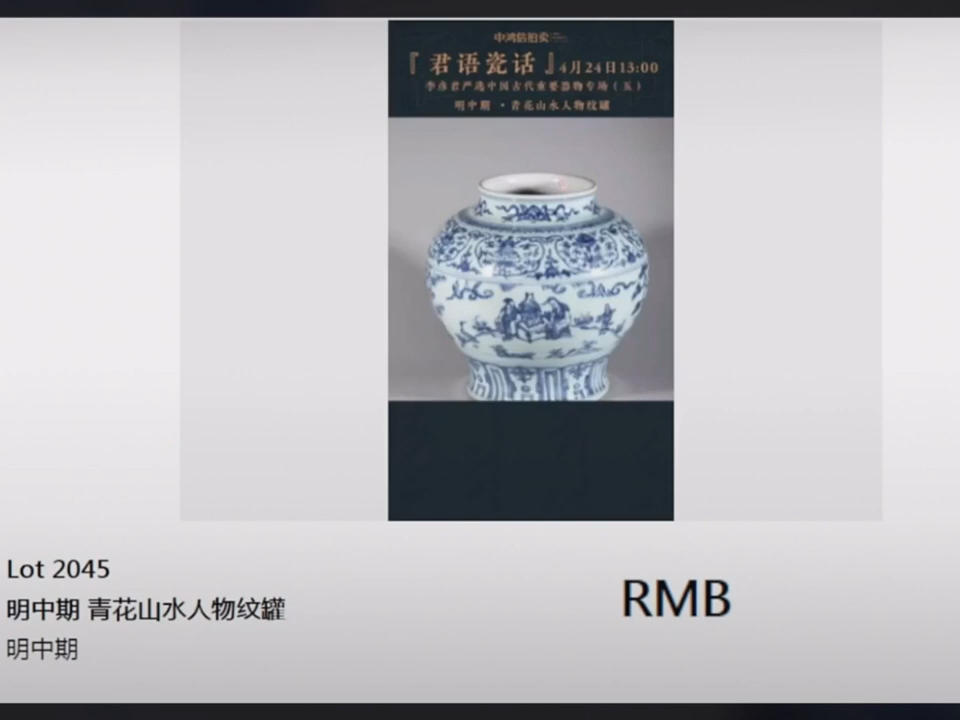 中鸿信拍卖
『君语瓷话』4月24日13:00
李彦君严选中国古代重要器物专场（五）
明中期 · 青花山水人物纹罐
Lot 2045
明中期 青花山水人物纹罐
明中期
RMB